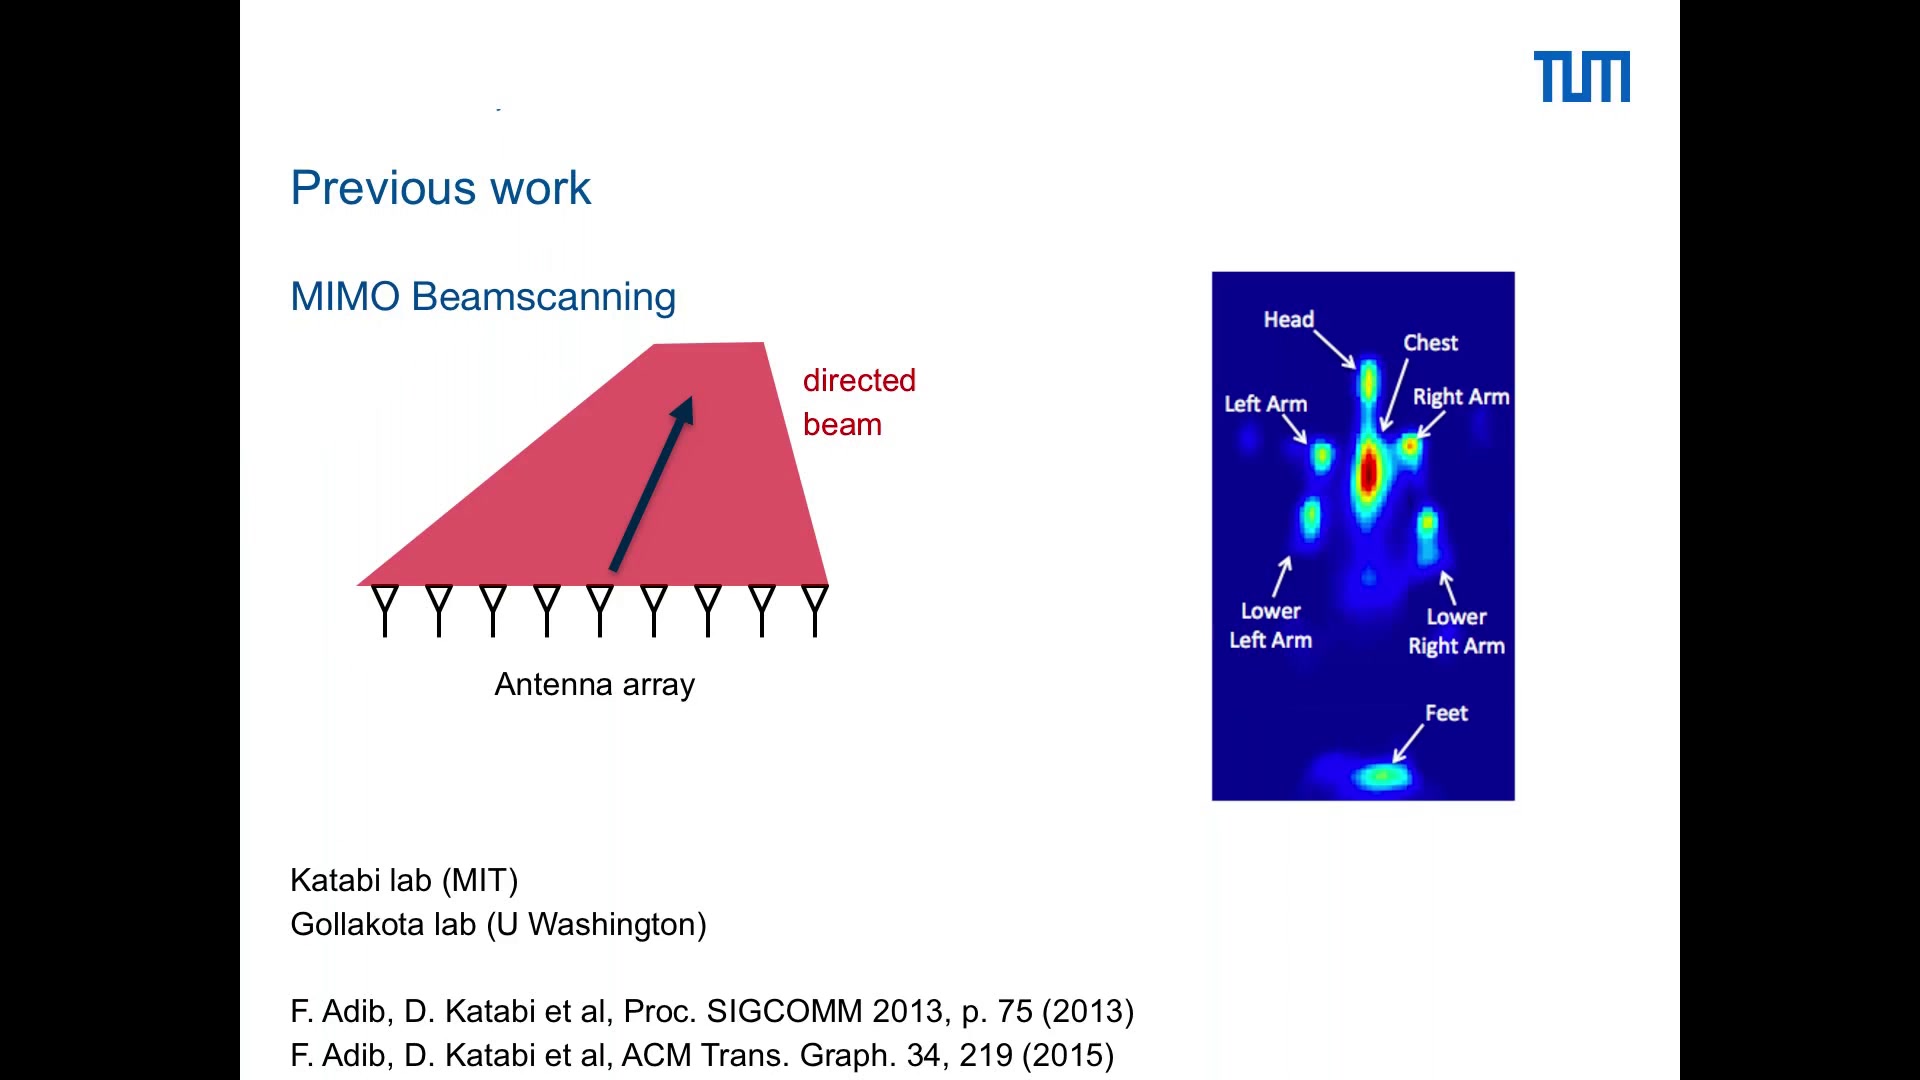 TUM
Previous work
MIMO Beamscanning
directed
beam
Antenna array
Head
Chest
Left Arm
Right Arm
Lower
Left Arm
Lower
Right Arm
Feet
Katabi lab (MIT)
Gollakota lab (U Washington)
F. Adib, D. Katabi et al, Proc. SIGCOMM 2013, p. 75 (2013)
F. Adib, D. Katabi et al, ACM Trans. Graph. 34, 219 (2015)